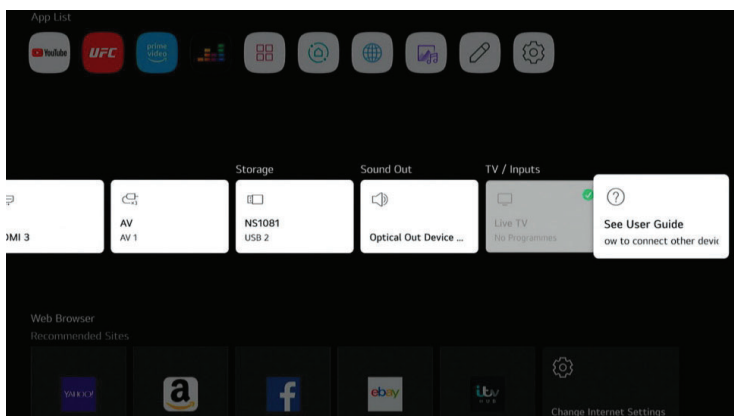 App List
YouTube
UFC
prime video
Storage
Sound Out
TV / Inputs
OMI 3
AV
AV 1
NS1081
USB 2
Optical Out Device ...
Live TV
No Programmes
See User Guide
ow to connect other devic
Web Browser
Recommended Sites
YAHOO!
a
f
ebay
itv
HUB
Change Internet Settings